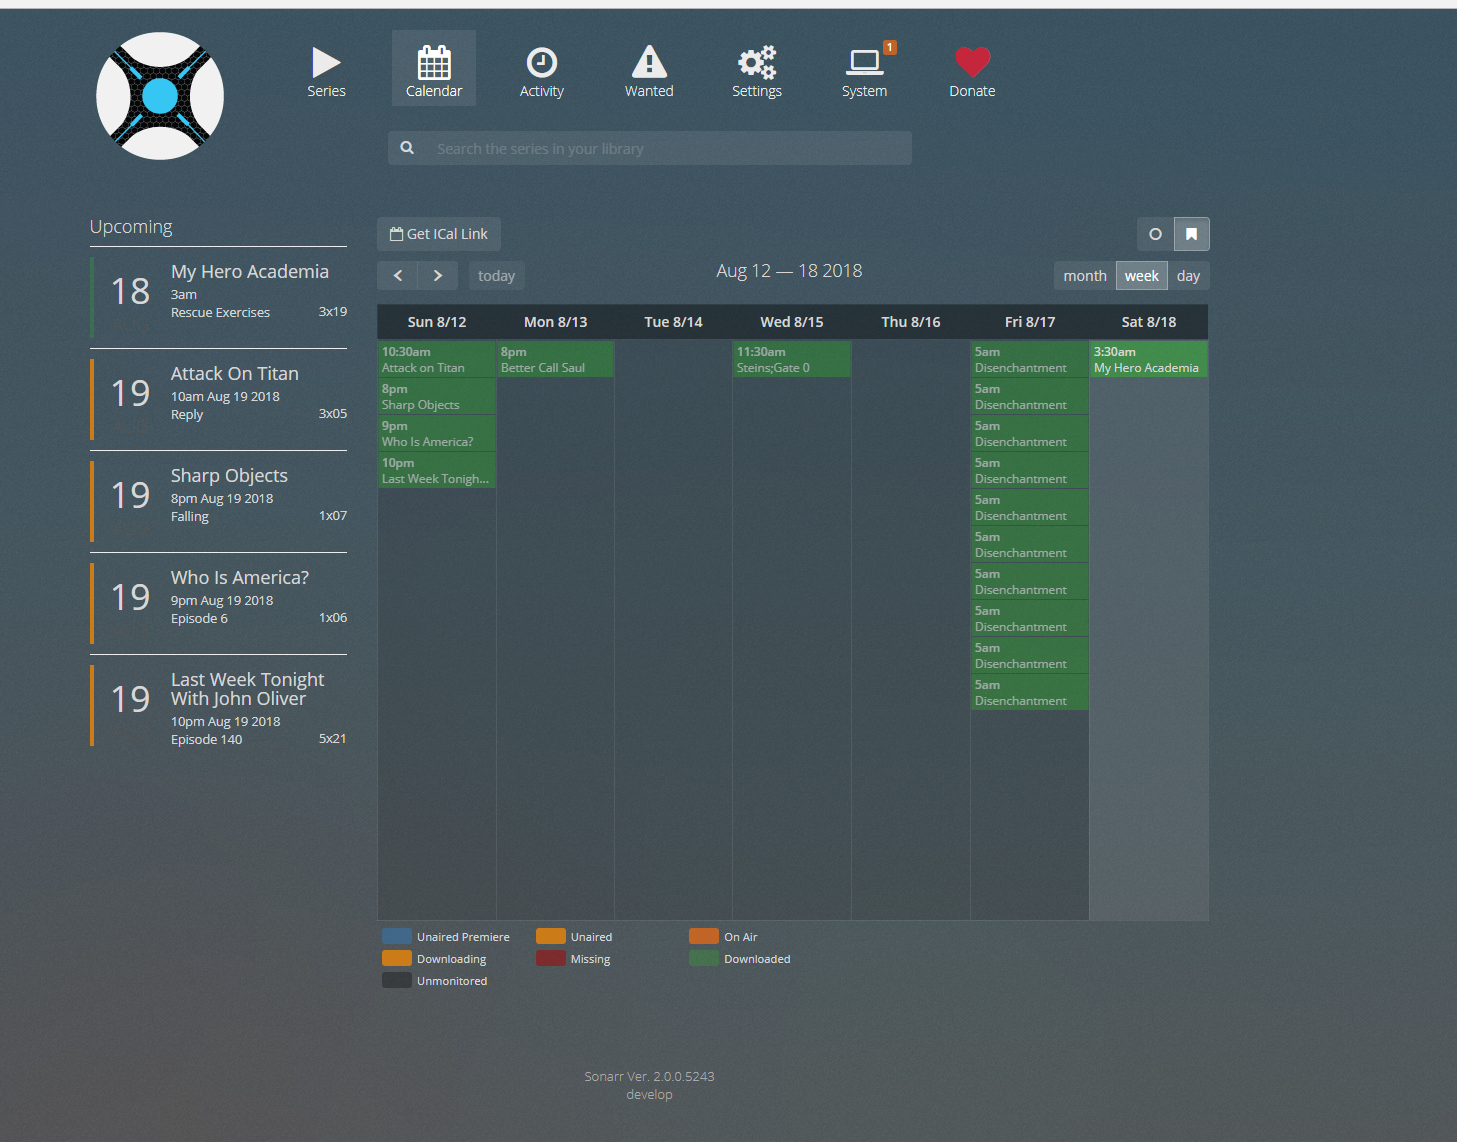 Series
Calendar
Activity
Wanted
Settings
1
System
Donate
Search the series in your library
Upcoming
18
My Hero Academia
3am
Rescue Exercises 3x19
19
Attack On Titan
10am Aug 19 2018
Reply 3x05
19
Sharp Objects
8pm Aug 19 2018
Falling 1x07
19
Who Is America?
9pm Aug 19 2018
Episode 6 1x06
19
Last Week Tonight
With John Oliver
10pm Aug 19 2018
Episode 140 5x21
Get ICal Link
today
Aug 12 — 18 2018
month week day
Sun 8/12 Mon 8/13 Tue 8/14 Wed 8/15 Thu 8/16 Fri 8/17 Sat 8/18
10:30am
Attack on Titan
8pm
Sharp Objects
9pm
Who Is America?
10pm
Last Week Tonigh...
8pm
Better Call Saul
11:30am
Steins;Gate 0
5am
Disenchantment
5am
Disenchantment
5am
Disenchantment
5am
Disenchantment
5am
Disenchantment
5am
Disenchantment
5am
Disenchantment
5am
Disenchantment
5am
Disenchantment
5am
Disenchantment
3:30am
My Hero Academia
Unaired Premiere Unaired On Air
Downloading Missing Downloaded
Unmonitored
Sonarr Ver. 2.0.0.5243
develop